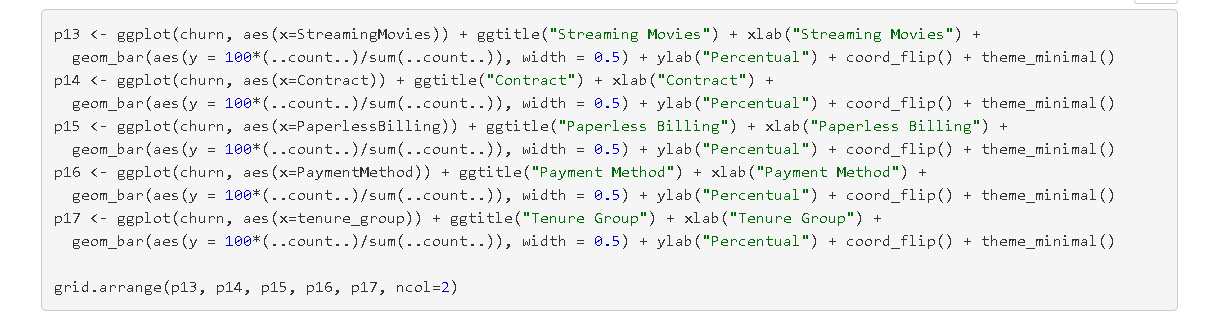 p13 <- ggplot(churn, aes(x=StreamingMovies)) + ggtitle("Streaming Movies") + xlab("Streaming Movies") +
  geom_bar(aes(y = 100*(..count..)/sum(..count..)), width = 0.5) + ylab("Percentual") + coord_flip() + theme_minimal()
p14 <- ggplot(churn, aes(x=Contract)) + ggtitle("Contract") + xlab("Contract") +
  geom_bar(aes(y = 100*(..count..)/sum(..count..)), width = 0.5) + ylab("Percentual") + coord_flip() + theme_minimal()
p15 <- ggplot(churn, aes(x=PaperlessBilling)) + ggtitle("Paperless Billing") + xlab("Paperless Billing") +
  geom_bar(aes(y = 100*(..count..)/sum(..count..)), width = 0.5) + ylab("Percentual") + coord_flip() + theme_minimal()
p16 <- ggplot(churn, aes(x=PaymentMethod)) + ggtitle("Payment Method") + xlab("Payment Method") +
  geom_bar(aes(y = 100*(..count..)/sum(..count..)), width = 0.5) + ylab("Percentual") + coord_flip() + theme_minimal()
p17 <- ggplot(churn, aes(x=tenure_group)) + ggtitle("Tenure Group") + xlab("Tenure Group") +
  geom_bar(aes(y = 100*(..count..)/sum(..count..)), width = 0.5) + ylab("Percentual") + coord_flip() + theme_minimal()
grid.arrange(p13, p14, p15, p16, p17, ncol=2)